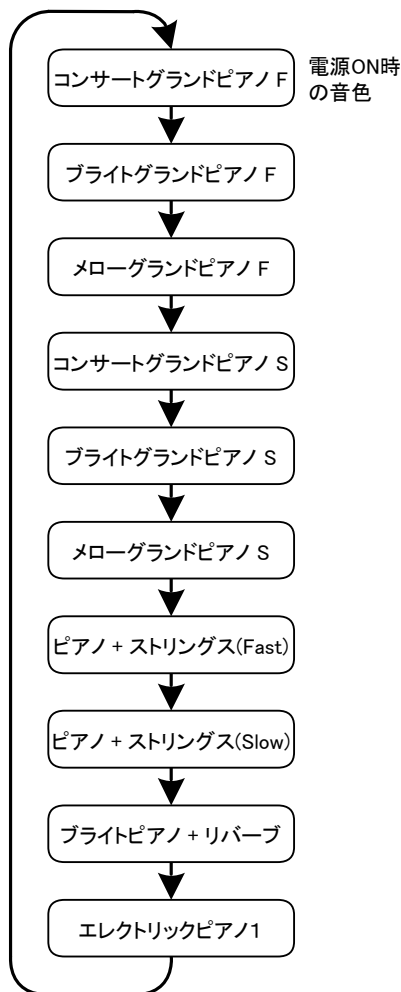 コンサートグランドピアノ F
電源ON時
の音色
ブライトグランドピアノ F
メローグランドピアノ F
コンサートグランドピアノ S
ブライトグランドピアノ S
メローグランドピアノ S
ピアノ + ストリングス(Fast)
ピアノ + ストリングス(Slow)
ブライトピアノ + リバーブ
エレクトリックピアノ1